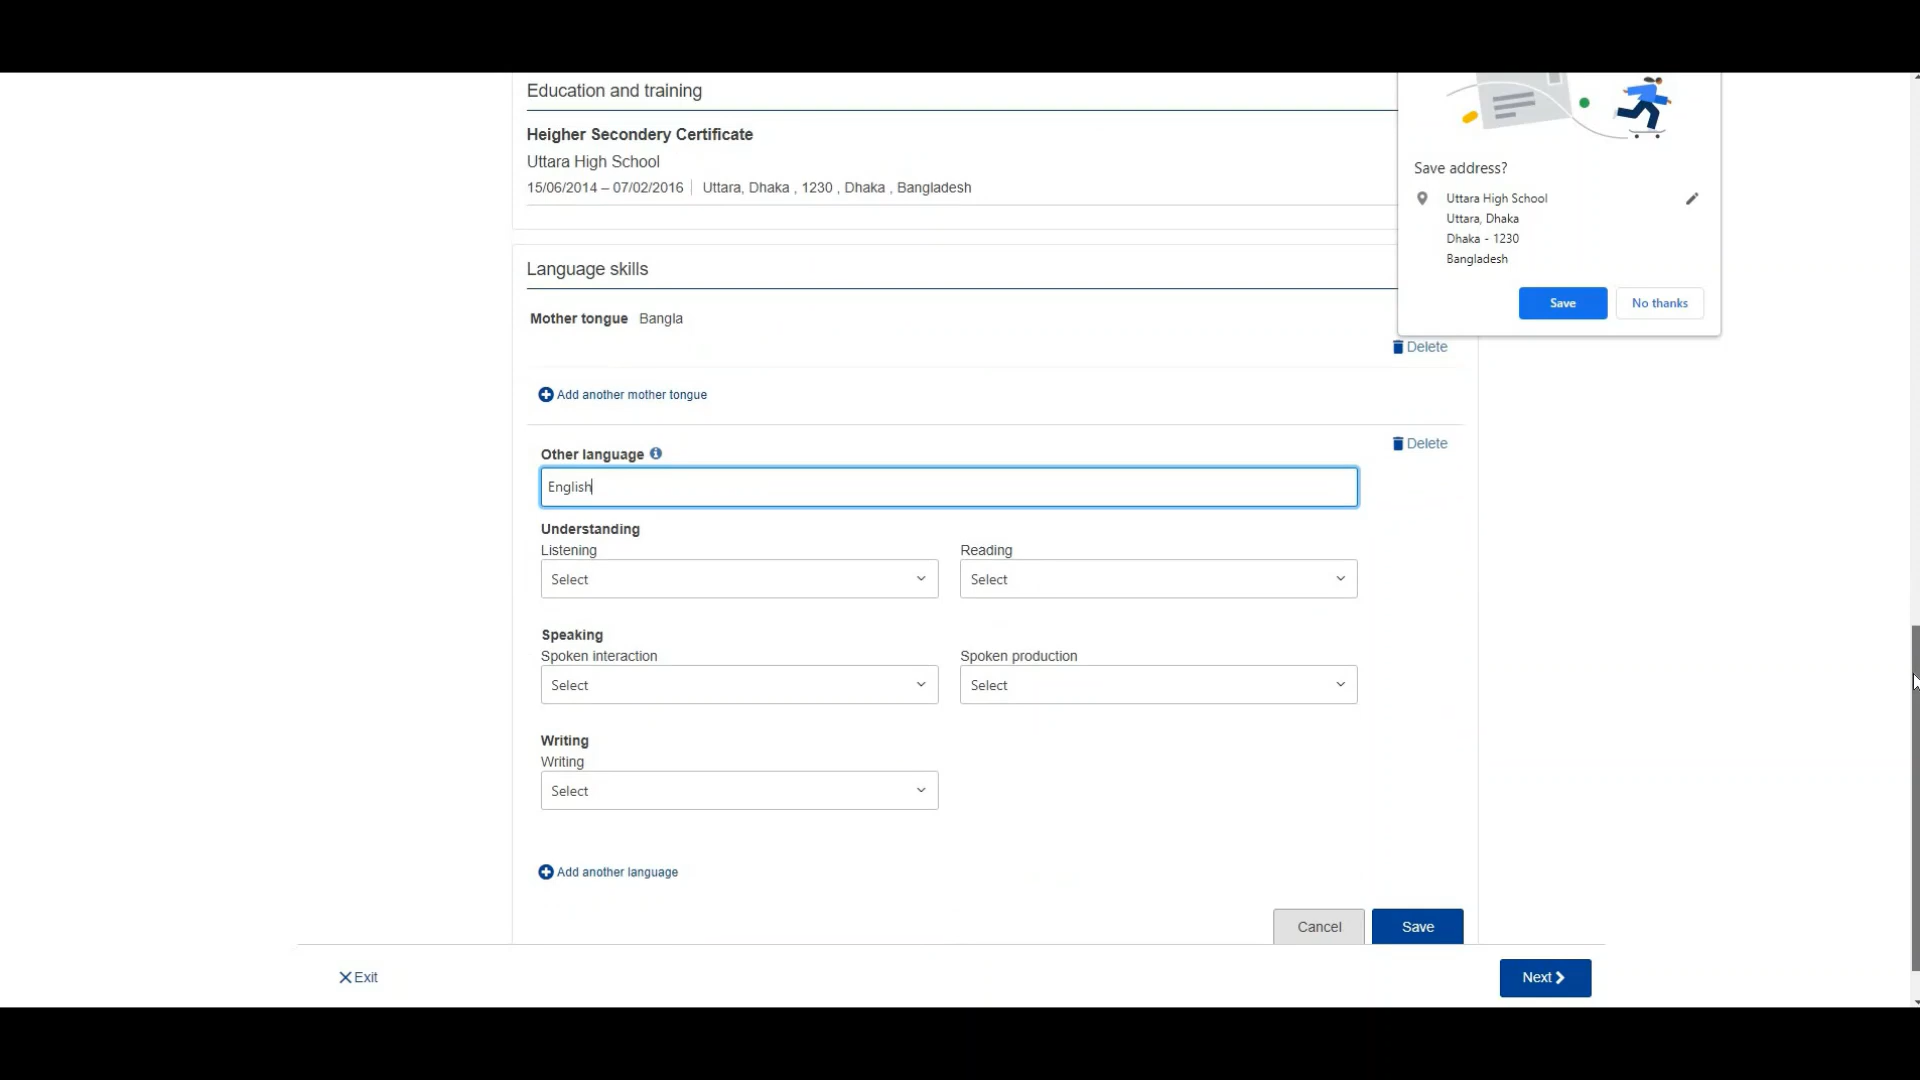 Education and training
Heigher Secondery Certificate
Uttara High School
15/06/2014 – 07/02/2016 Uttara, Dhaka , 1230 , Dhaka , Bangladesh
Save address?
Uttara High School
Uttara, Dhaka
Dhaka - 1230
Bangladesh
Save No thanks
Language skills
Mother tongue Bangla
Delete
Add another mother tongue
Delete
Other language
English
Understanding
Listening Reading
Select Select
Speaking
Spoken interaction Spoken production
Select Select
Writing
Writing
Select
Add another language
Cancel Save
Exit Next